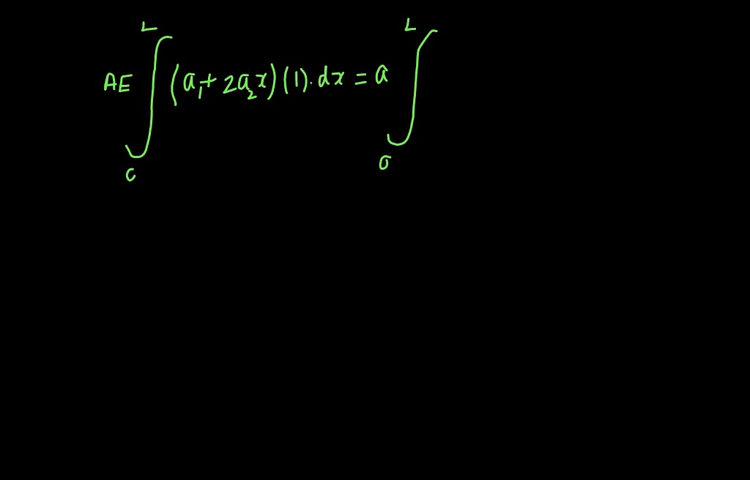 AE ∫₀ᴸ (a₁ + 2a₂x)(1)·dx = a ∫₀ᴸ